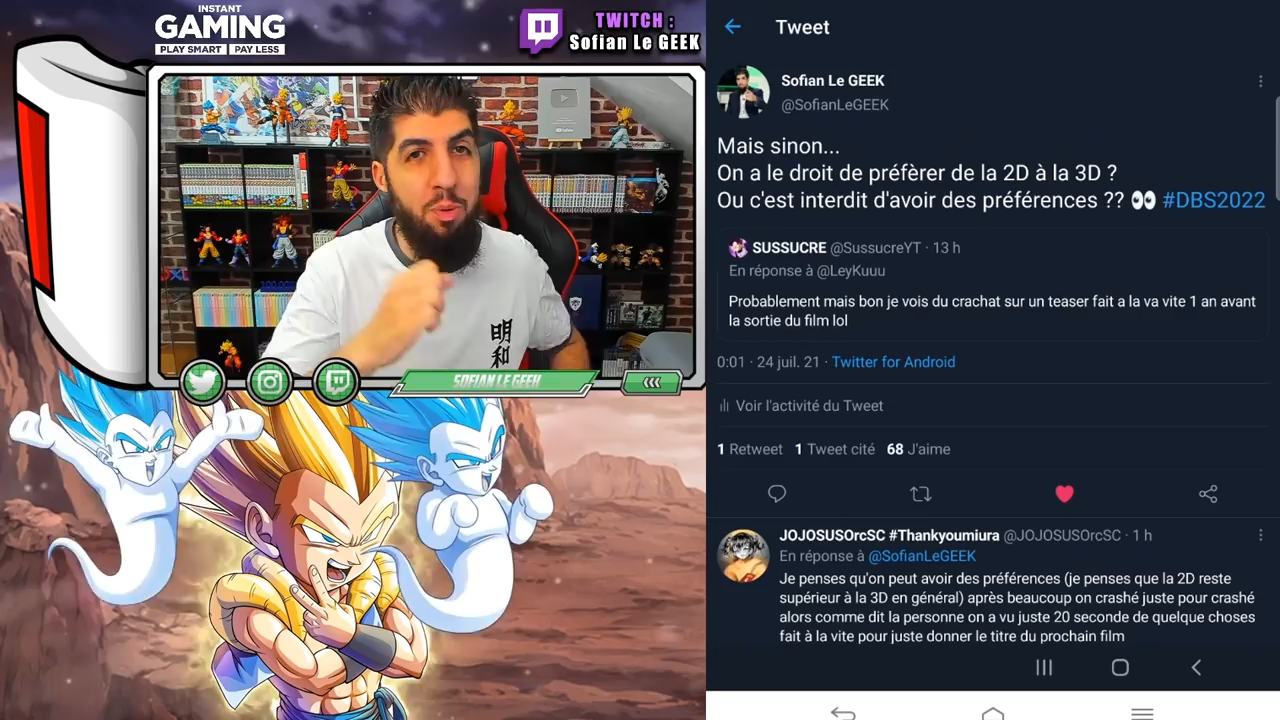 INSTANT
GAMING
PLAY SMART | PAY LESS
TWITCH :
Sofian Le GEEK
明
和
SOFIAN LE GEEK
Tweet
Sofian Le GEEK
@SofianLeGEEK
Mais sinon...
On a le droit de préfèrer de la 2D à la 3D ?
Ou c'est interdit d'avoir des préférences ?? 👀 #DBS2022
SUSSUCRE @SussucreYT · 13 h
En réponse à @LeyKuuu
Probablement mais bon je vois du crachat sur un teaser fait a la va vite 1 an avant
la sortie du film lol
0:01 · 24 juil. 21 · Twitter for Android
Voir l'activité du Tweet
1 Retweet 1 Tweet cité 68 J'aime
JOJOSUSOrcSC #Thankyoumiura @JOJOSUSOrcSC · 1 h
En réponse à @SofianLeGEEK
Je penses qu'on peut avoir des préférences (je penses que la 2D reste
supérieur à la 3D en général) après beaucoup on crashé juste pour crashé
alors comme dit la personne on a vu juste 20 seconde de quelque choses
fait à la vite pour juste donner le titre du prochain film